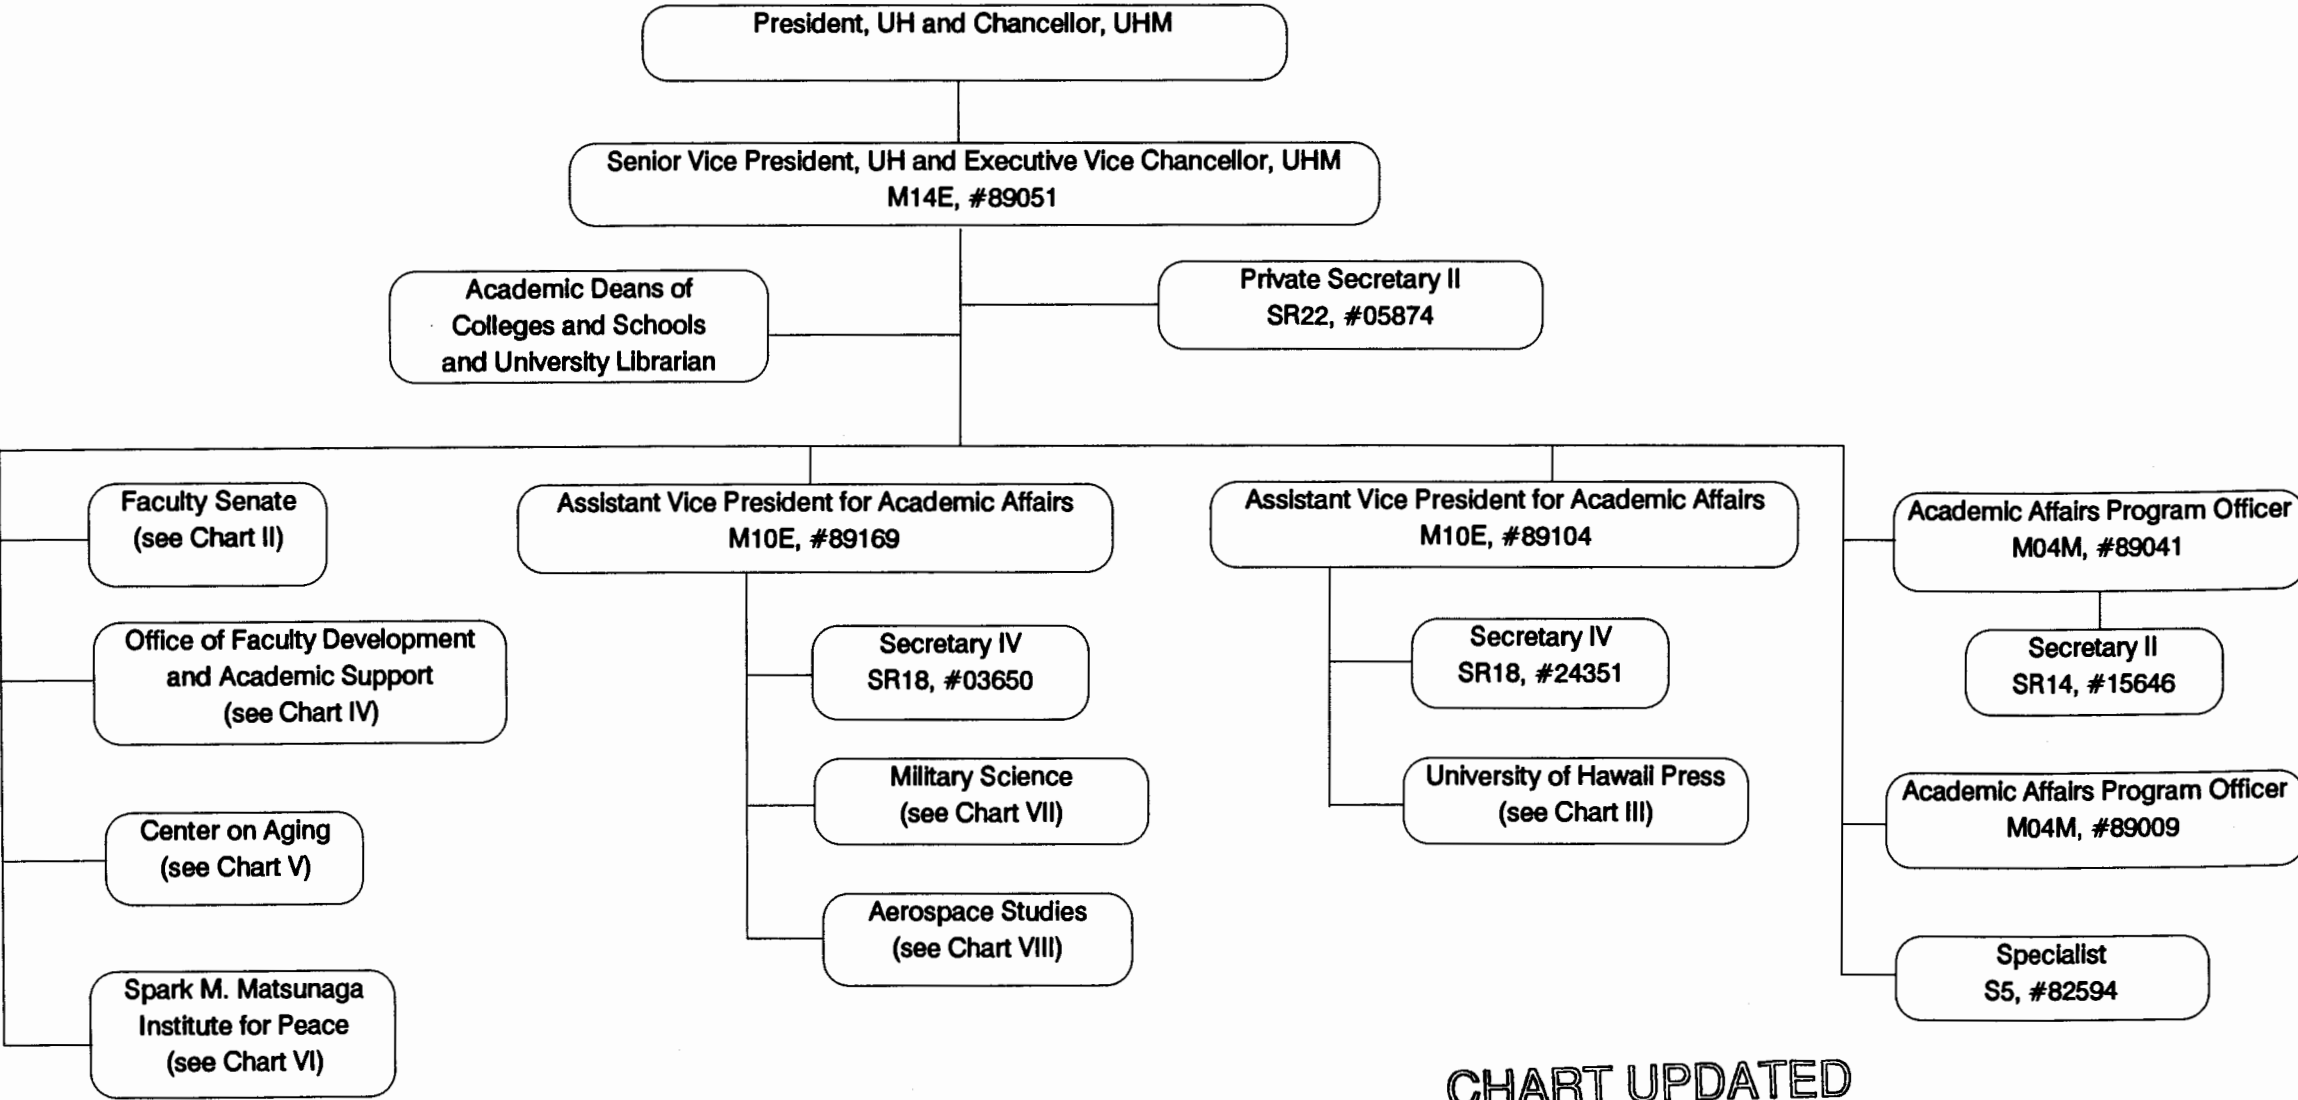 President, UH and Chancellor, UHM
Senior Vice President, UH and Executive Vice Chancellor, UHM
M14E, #89051
Academic Deans of
Colleges and Schools
and University Librarian
Private Secretary II
SR22, #05874
Faculty Senate
(see Chart II)
Office of Faculty Development
and Academic Support
(see Chart IV)
Center on Aging
(see Chart V)
Spark M. Matsunaga
Institute for Peace
(see Chart VI)
Assistant Vice President for Academic Affairs
M10E, #89169
Secretary IV
SR18, #03650
Military Science
(see Chart VII)
Aerospace Studies
(see Chart VIII)
Assistant Vice President for Academic Affairs
M10E, #89104
Secretary IV
SR18, #24351
University of Hawaii Press
(see Chart III)
Academic Affairs Program Officer
M04M, #89041
Secretary II
SR14, #15646
Academic Affairs Program Officer
M04M, #89009
Specialist
S5, #82594
CHART UPDATED